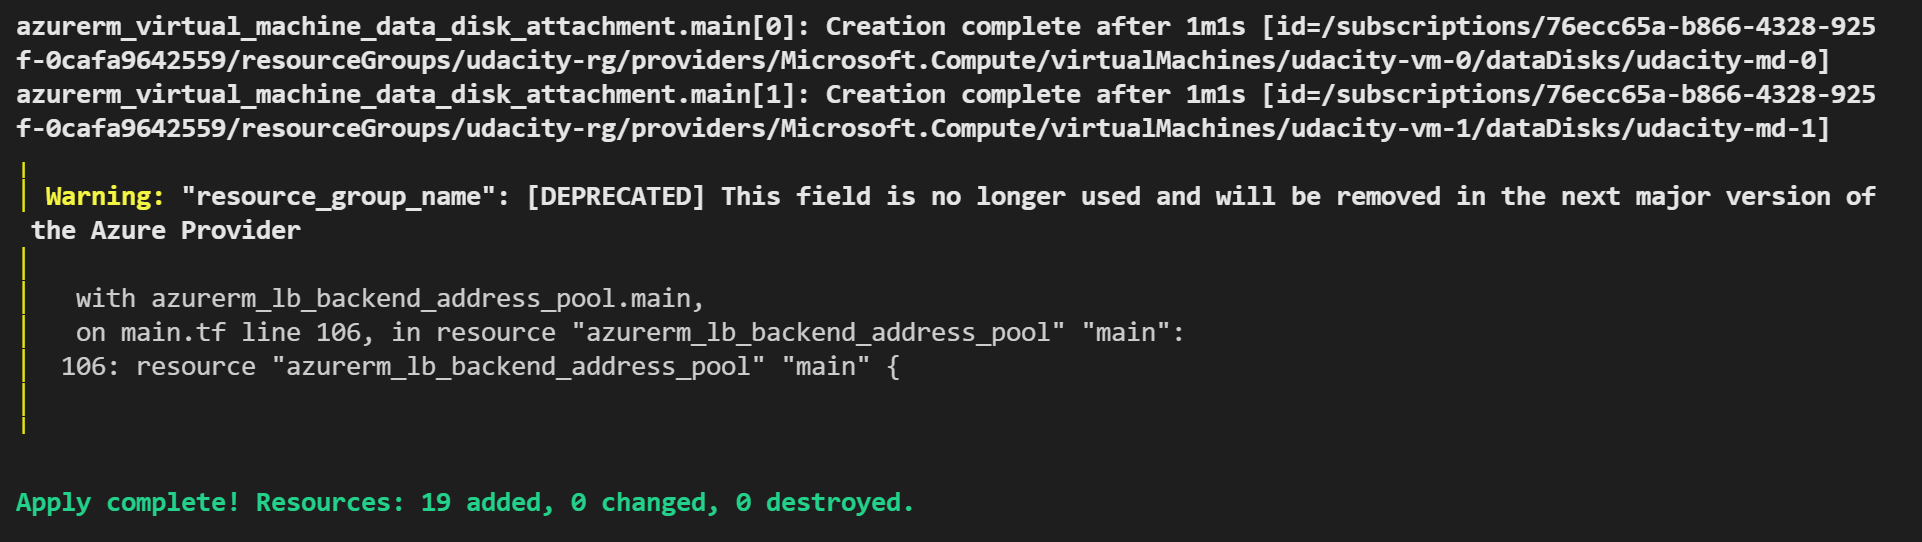 azurerm_virtual_machine_data_disk_attachment.main[0]: Creation complete after 1m1s [id=/subscriptions/76ecc65a-b866-4328-925
f-0cafa9642559/resourceGroups/udacity-rg/providers/Microsoft.Compute/virtualMachines/udacity-vm-0/dataDisks/udacity-md-0]
azurerm_virtual_machine_data_disk_attachment.main[1]: Creation complete after 1m1s [id=/subscriptions/76ecc65a-b866-4328-925
f-0cafa9642559/resourceGroups/udacity-rg/providers/Microsoft.Compute/virtualMachines/udacity-vm-1/dataDisks/udacity-md-1]
Warning: "resource_group_name": [DEPRECATED] This field is no longer used and will be removed in the next major version of
the Azure Provider
with azurerm_lb_backend_address_pool.main,
on main.tf line 106, in resource "azurerm_lb_backend_address_pool" "main":
106: resource "azurerm_lb_backend_address_pool" "main" {
Apply complete! Resources: 19 added, 0 changed, 0 destroyed.